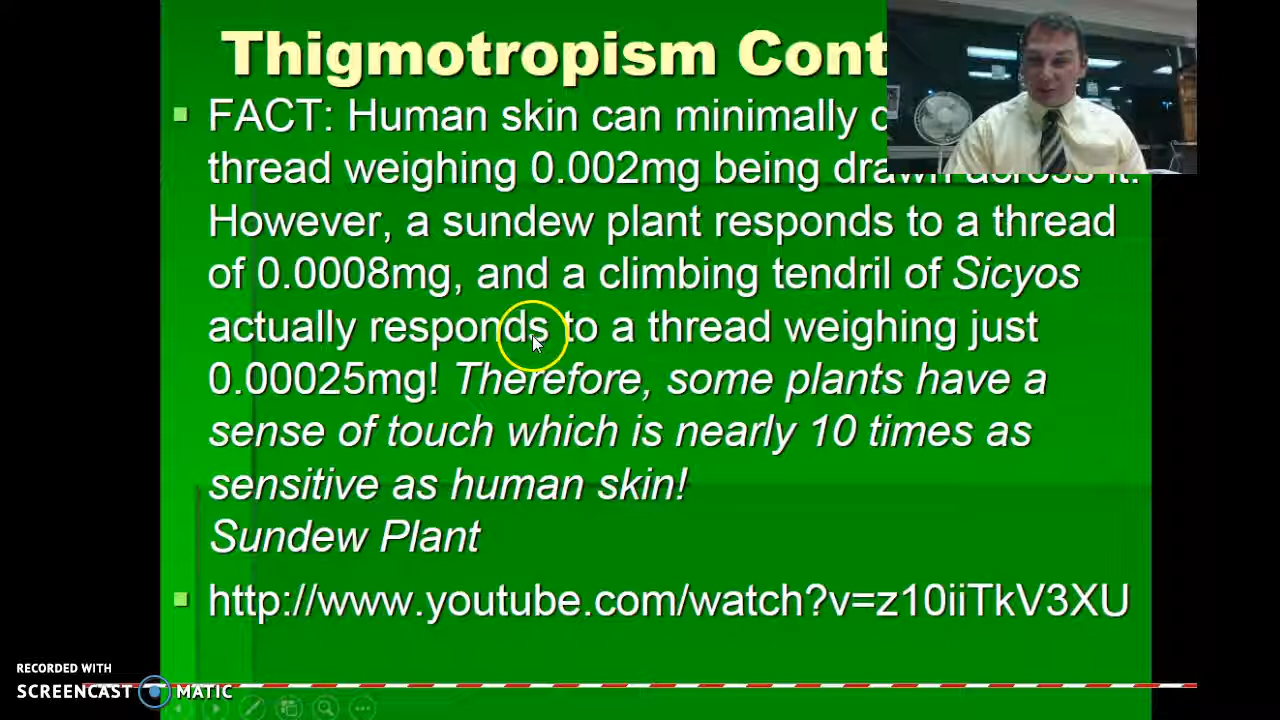 Thigmotropism Cont
FACT: Human skin can minimally
thread weighing 0.002mg being drawn across it.
However, a sundew plant responds to a thread
of 0.0008mg, and a climbing tendril of Sicyos
actually responds to a thread weighing just
0.00025mg! Therefore, some plants have a
sense of touch which is nearly 10 times as
sensitive as human skin!
Sundew Plant
http://www.youtube.com/watch?v=z10iiTkV3XU
RECORDED WITH
SCREENCAST MATIC